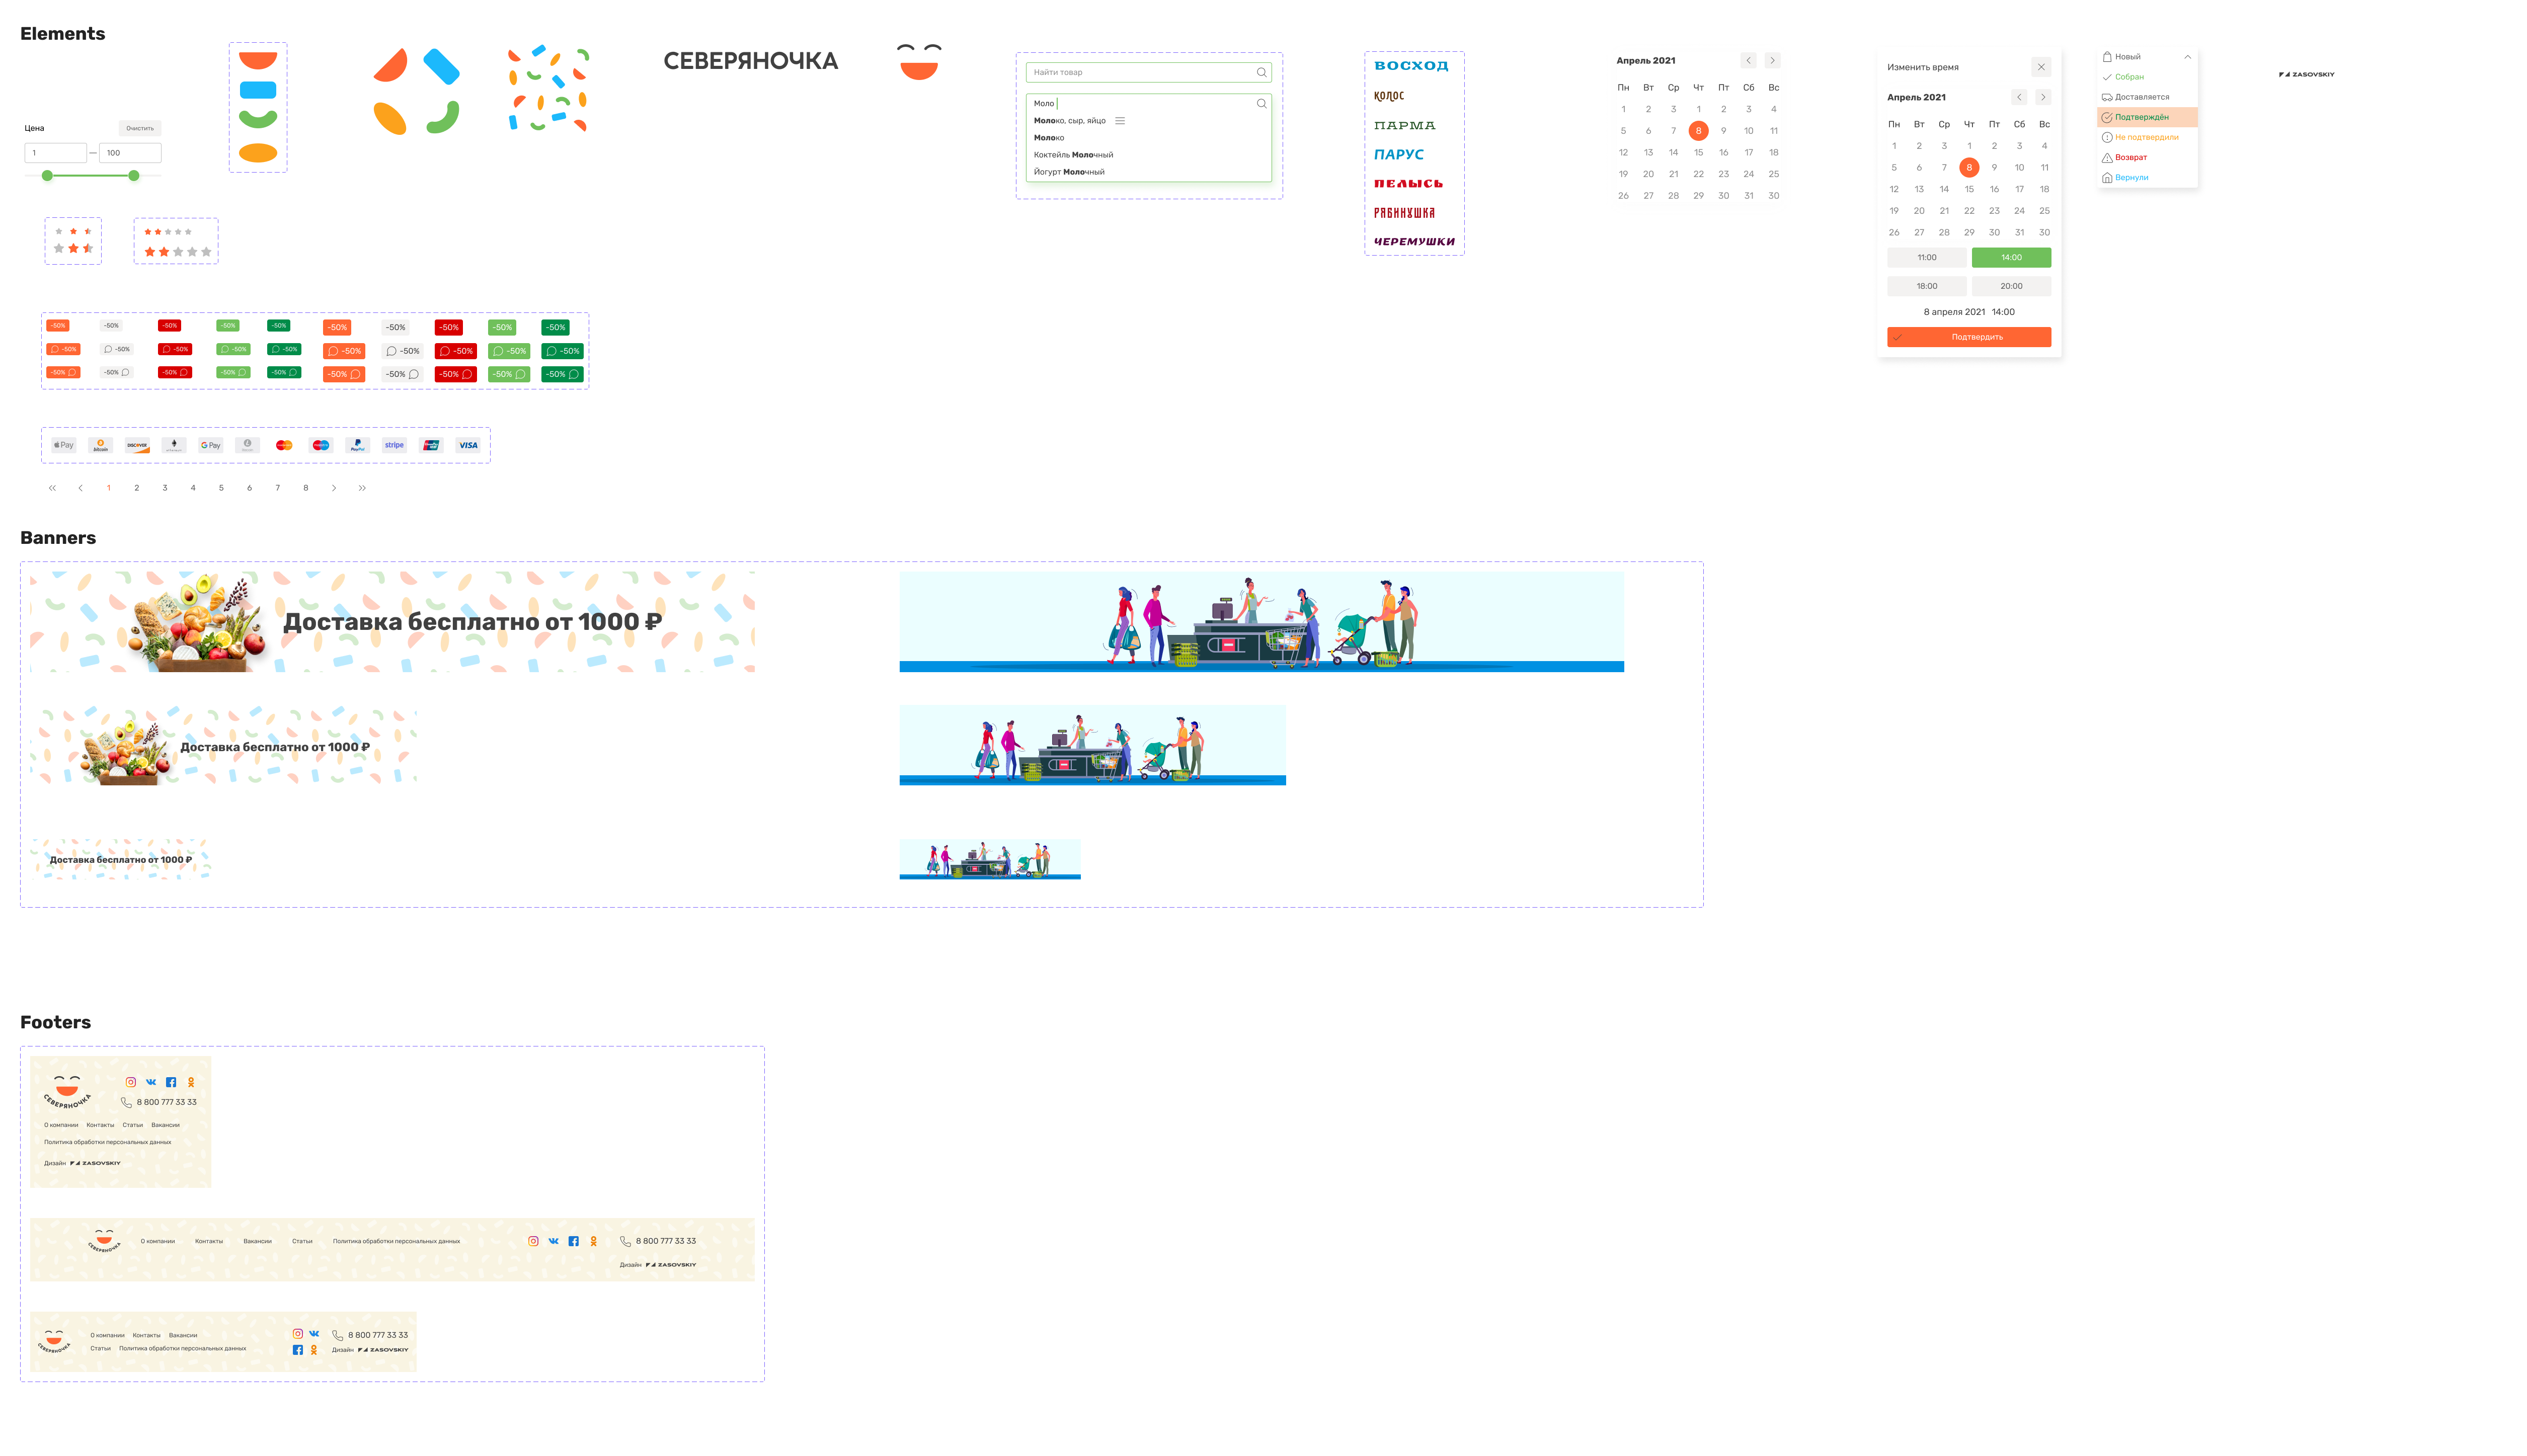 Elements
СЕВЕРЯНОЧКА
Цена
Очистить
1 — 100
Найти товар
Моло
Молоко, сыр, яйцо
Молоко
Коктейль Молочный
Йогурт Молочный
ВОСХОД
КОЛОС
ПАРМА
ПАРУС
ПЕЛЫСЬ
РЯБИНУШКА
ЧЕРЕМУШКИ
Апрель 2021
Пн Вт Ср Чт Пт Сб Вс
1 2 3 1 2 3 4
5 6 7 8 9 10 11
12 13 14 15 16 17 18
19 20 21 22 23 24 25
26 27 28 29 30 31 30
Изменить время
Апрель 2021
Пн Вт Ср Чт Пт Сб Вс
1 2 3 1 2 3 4
5 6 7 8 9 10 11
12 13 14 15 16 17 18
19 20 21 22 23 24 25
26 27 28 29 30 31 30
11:00 14:00
18:00 20:00
8 апреля 2021 14:00
Подтвердить
Новый
Собран
Доставляется
Подтверждён
Не подтвердили
Возврат
Вернули
ZASOVSKIY
-50% -50% -50% -50% -50% -50% -50% -50% -50% -50%
-50% -50% -50% -50% -50% -50% -50% -50% -50% -50%
-50% -50% -50% -50% -50% -50% -50% -50% -50% -50%
Pay Bitcoin DISCOVER G Pay PayPal stripe VISA
1 2 3 4 5 6 7 8
Banners
Доставка бесплатно от 1000 ₽
Доставка бесплатно от 1000 ₽
Доставка бесплатно от 1000 ₽
Footers
СЕВЕРЯНОЧКА
8 800 777 33 33
О компании Контакты Статьи Вакансии
Политика обработки персональных данных
Дизайн ZASOVSKIY
СЕВЕРЯНОЧКА
О компании Контакты Вакансии Статьи Политика обработки персональных данных
8 800 777 33 33
Дизайн ZASOVSKIY
СЕВЕРЯНОЧКА
О компании Контакты Вакансии
Статьи Политика обработки персональных данных
8 800 777 33 33
Дизайн ZASOVSKIY